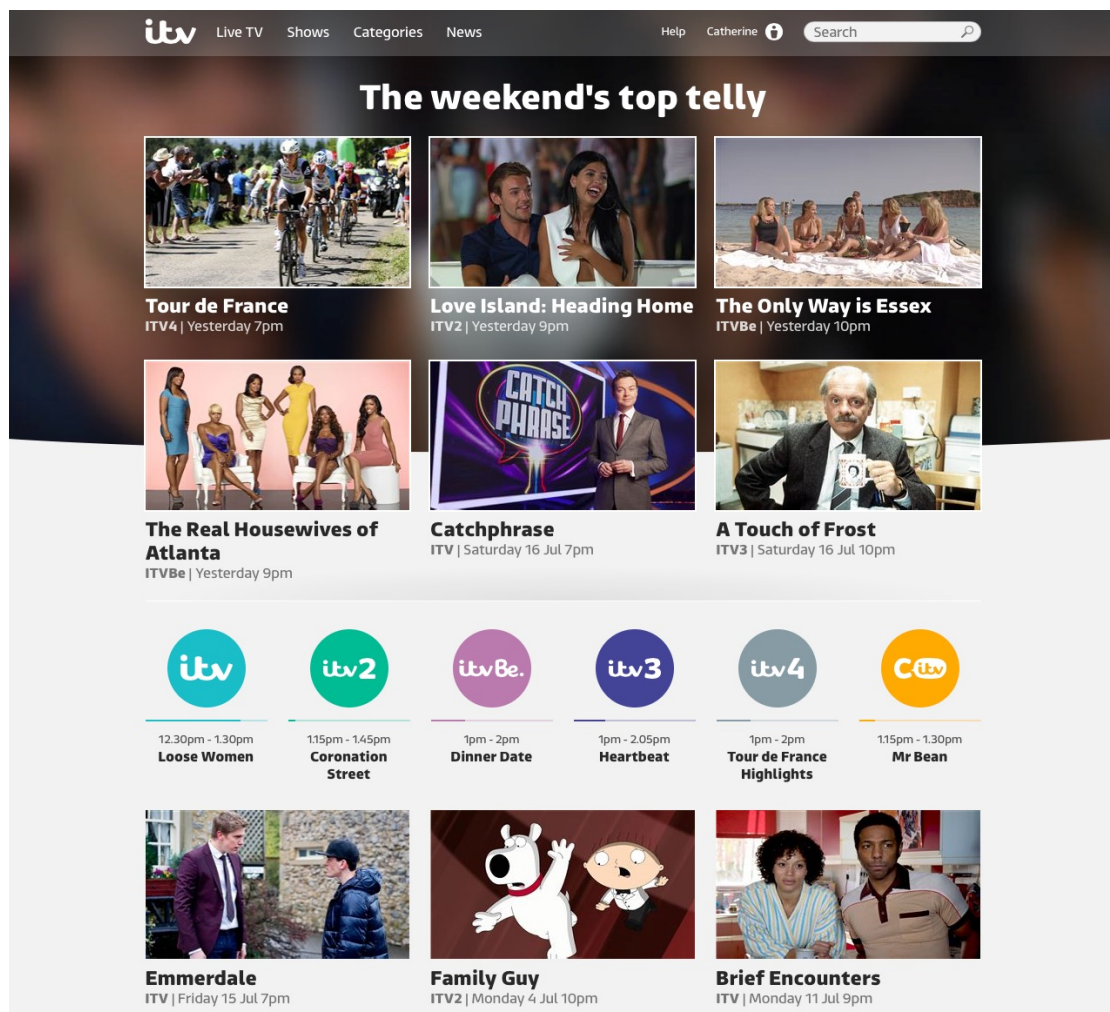 itv Live TV Shows Categories News Help Catherine Search
The weekend's top telly
Tour de France
ITV4 | Yesterday 7pm
Love Island: Heading Home
ITV2 | Yesterday 9pm
The Only Way is Essex
ITVBe | Yesterday 10pm
CATCH
PHRASE
The Real Housewives of
Atlanta
ITVBe | Yesterday 9pm
Catchphrase
ITV | Saturday 16 Jul 7pm
A Touch of Frost
ITV3 | Saturday 16 Jul 10pm
itv
12.30pm - 1.30pm
Loose Women
itv2
1.15pm - 1.45pm
Coronation
Street
itvBe.
1pm - 2pm
Dinner Date
itv3
1pm - 2.05pm
Heartbeat
itv4
1pm - 2pm
Tour de France
Highlights
Citv
1.15pm - 1.30pm
Mr Bean
Emmerdale
ITV | Friday 15 Jul 7pm
Family Guy
ITV2 | Monday 4 Jul 10pm
Brief Encounters
ITV | Monday 11 Jul 9pm